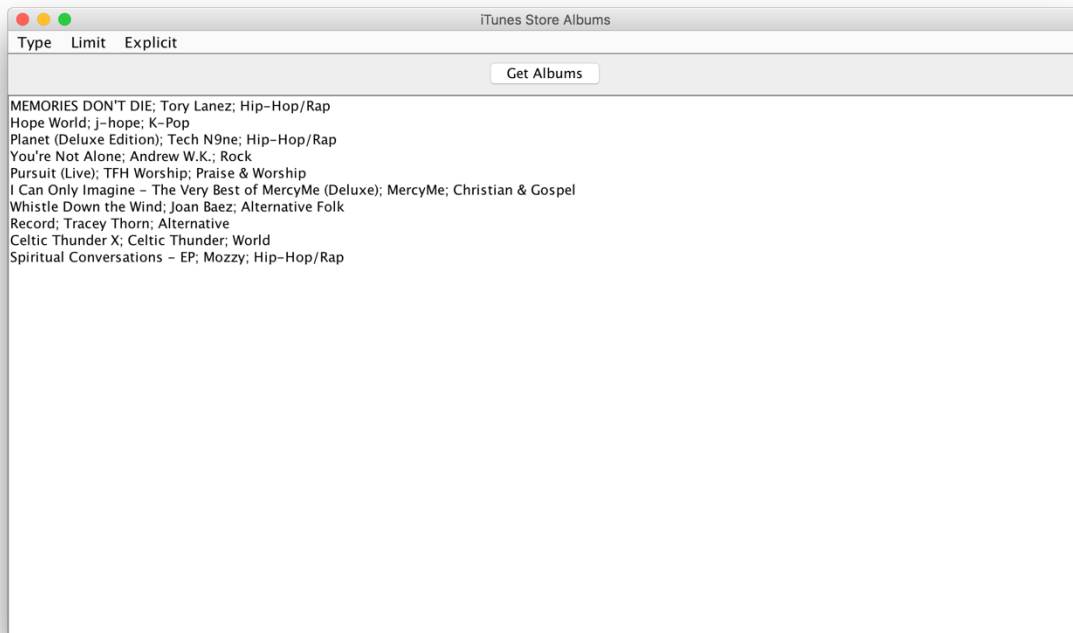 iTunes Store Albums
Type Limit Explicit
Get Albums
MEMORIES DON'T DIE; Tory Lanez; Hip-Hop/Rap
Hope World; j-hope; K-Pop
Planet (Deluxe Edition); Tech N9ne; Hip-Hop/Rap
You're Not Alone; Andrew W.K.; Rock
Pursuit (Live); TFH Worship; Praise & Worship
I Can Only Imagine - The Very Best of MercyMe (Deluxe); MercyMe; Christian & Gospel
Whistle Down the Wind; Joan Baez; Alternative Folk
Record; Tracey Thorn; Alternative
Celtic Thunder X; Celtic Thunder; World
Spiritual Conversations - EP; Mozzy; Hip-Hop/Rap